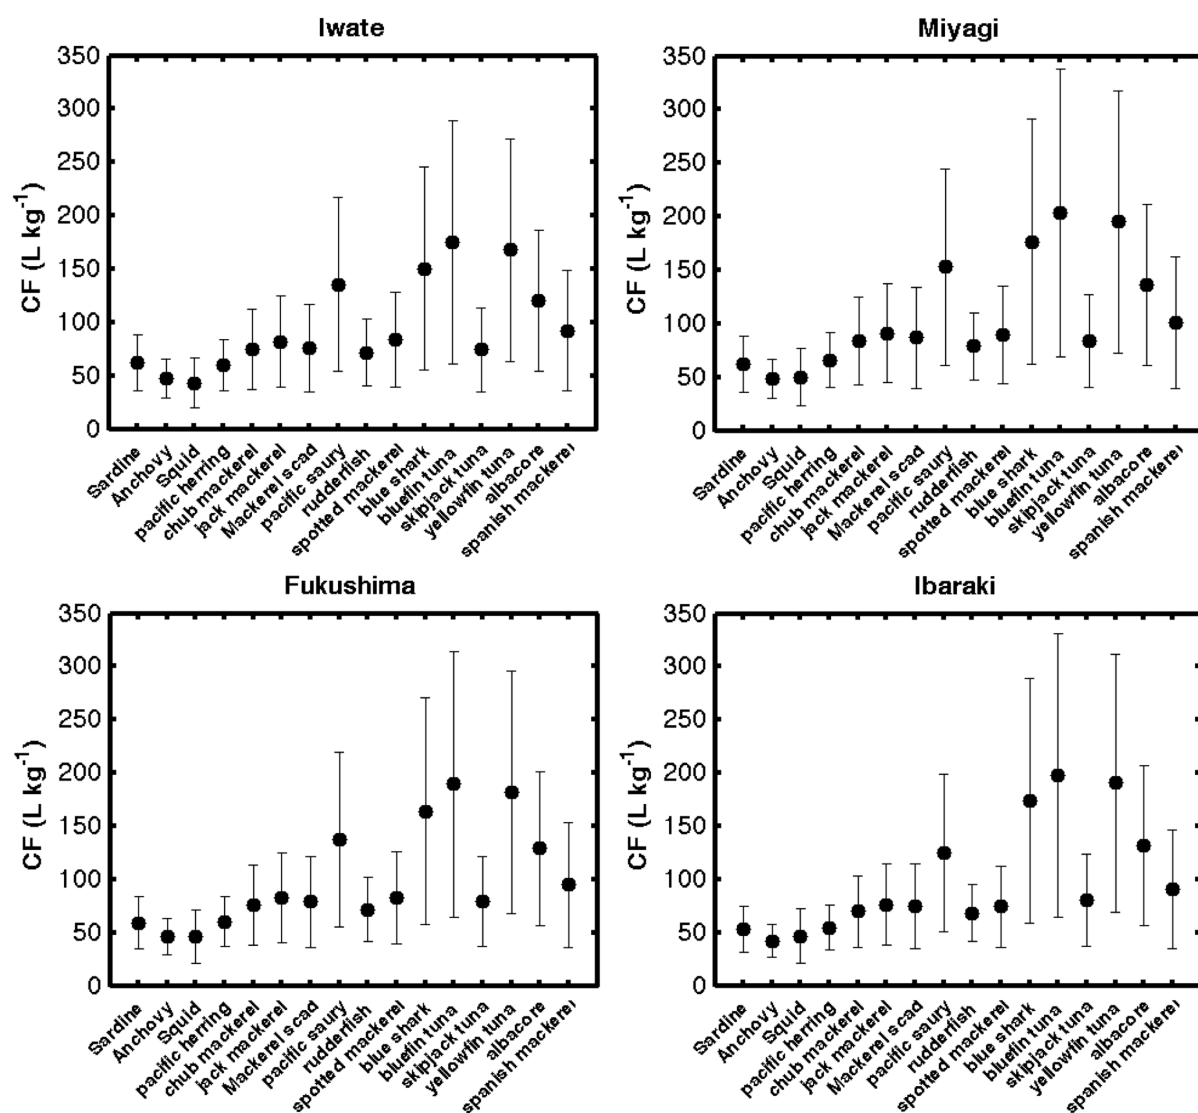 Iwate
350
300
250
200
150
100
50
0
CF (L kg-1)
Sardine
Anchovy
Squid
pacific herring
chub mackerel
jack mackerel
Mackerel scad
pacific saury
rudderfish
spotted mackerel
blue shark
bluefin tuna
skipjack tuna
yellowfin tuna
albacore
spanish mackerel
Miyagi
350
300
250
200
150
100
50
0
CF (L kg-1)
Sardine
Anchovy
Squid
pacific herring
chub mackerel
jack mackerel
Mackerel scad
pacific saury
rudderfish
spotted mackerel
blue shark
bluefin tuna
skipjack tuna
yellowfin tuna
albacore
spanish mackerel
Fukushima
350
300
250
200
150
100
50
0
CF (L kg-1)
Sardine
Anchovy
Squid
pacific herring
chub mackerel
jack mackerel
Mackerel scad
pacific saury
rudderfish
spotted mackerel
blue shark
bluefin tuna
skipjack tuna
yellowfin tuna
albacore
spanish mackerel
Ibaraki
350
300
250
200
150
100
50
0
CF (L kg-1)
Sardine
Anchovy
Squid
pacific herring
chub mackerel
jack mackerel
Mackerel scad
pacific saury
rudderfish
spotted mackerel
blue shark
bluefin tuna
skipjack tuna
yellowfin tuna
albacore
spanish mackerel